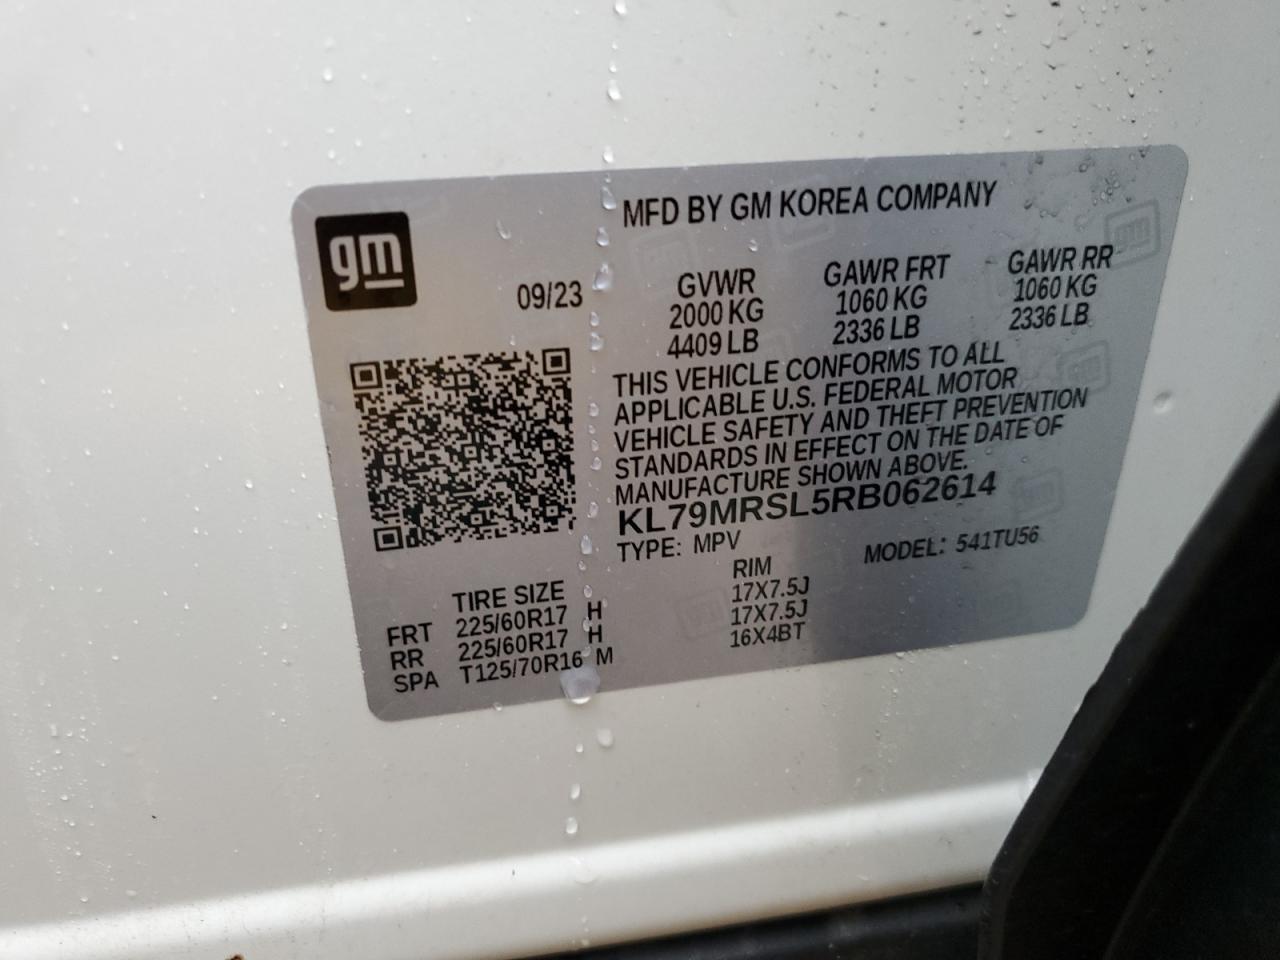 gm
MFD BY GM KOREA COMPANY
09/23
GVWR GAWR FRT GAWR RR
2000 KG 1060 KG 1060 KG
4409 LB 2336 LB 2336 LB
THIS VEHICLE CONFORMS TO ALL
APPLICABLE U.S. FEDERAL MOTOR
VEHICLE SAFETY AND THEFT PREVENTION
STANDARDS IN EFFECT ON THE DATE OF
MANUFACTURE SHOWN ABOVE.
KL79MRSL5RB062614
TYPE: MPV MODEL: 541TU56
TIRE SIZE RIM
FRT 225/60R17 H 17X7.5J
RR 225/60R17 H 17X7.5J
SPA T125/70R16 M 16X4BT